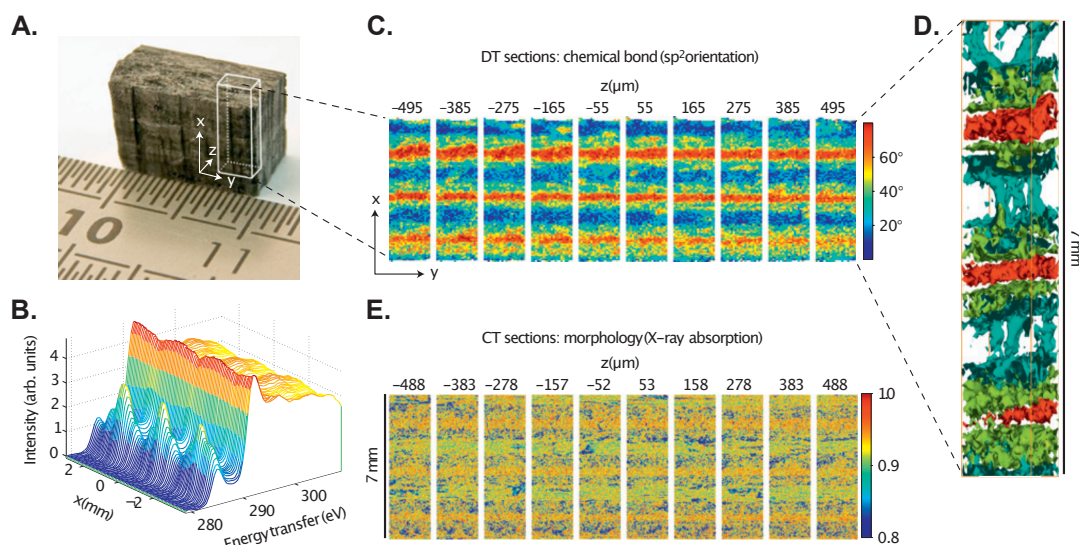 A.
x
z
y
10
11
B.
Intensity (arb. units)
4
3
2
1
0
2
0
−2
x(mm)
280
290
300
Energy transfer (eV)
C.
DT sections: chemical bond (sp²orientation)
z(µm)
−495 −385 −275 −165 −55 55 165 275 385 495
x
y
60°
40°
20°
D.
7 mm
E.
CT sections: morphology (X−ray absorption)
z(µm)
−488 −383 −278 −157 −52 53 158 278 383 488
7 mm
1.0
0.9
0.8